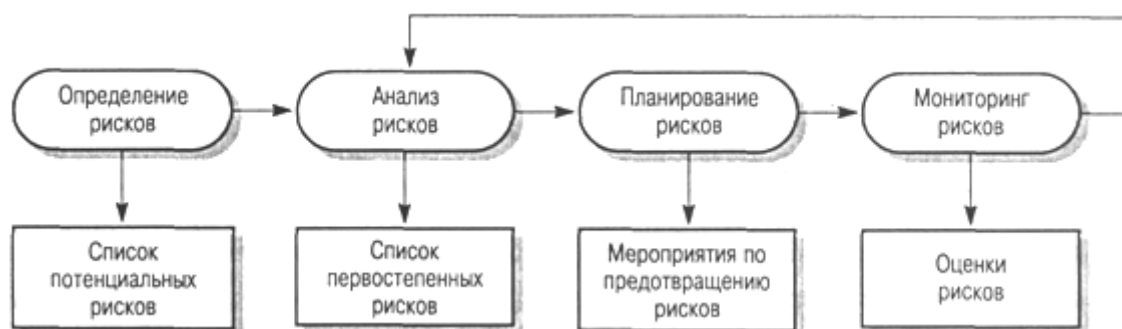 Определение
рисков
Анализ
рисков
Планирование
рисков
Мониторинг
рисков
Список
потенциальных
рисков
Список
первостепенных
рисков
Мероприятия по
предотвращению
рисков
Оценки
рисков